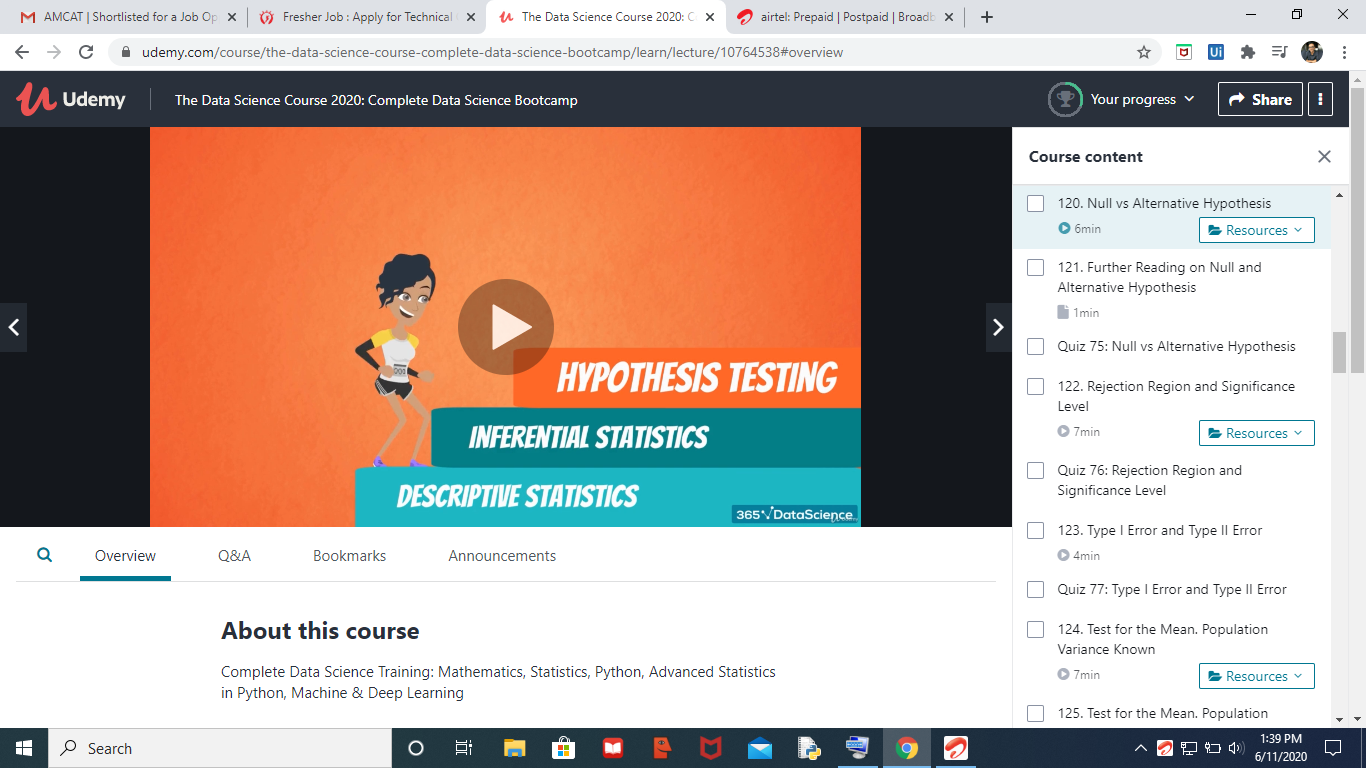 AMCAT | Shortlisted for a Job Op
Fresher Job : Apply for Technical
The Data Science Course 2020: C
airtel: Prepaid | Postpaid | Broadb
udemy.com/course/the-data-science-course-complete-data-science-bootcamp/learn/lecture/10764538#overview
Udemy
The Data Science Course 2020: Complete Data Science Bootcamp
Your progress
Share
HYPOTHESIS TESTING
INFERENTIAL STATISTICS
DESCRIPTIVE STATISTICS
365 DataScience
Course content
120. Null vs Alternative Hypothesis
6min
Resources
121. Further Reading on Null and
Alternative Hypothesis
1min
Quiz 75: Null vs Alternative Hypothesis
122. Rejection Region and Significance
Level
7min
Resources
Quiz 76: Rejection Region and
Significance Level
123. Type I Error and Type II Error
4min
Quiz 77: Type I Error and Type II Error
124. Test for the Mean. Population
Variance Known
7min
Resources
125. Test for the Mean. Population
Overview
Q&A
Bookmarks
Announcements
About this course
Complete Data Science Training: Mathematics, Statistics, Python, Advanced Statistics
in Python, Machine & Deep Learning
Search
1:39 PM
6/11/2020